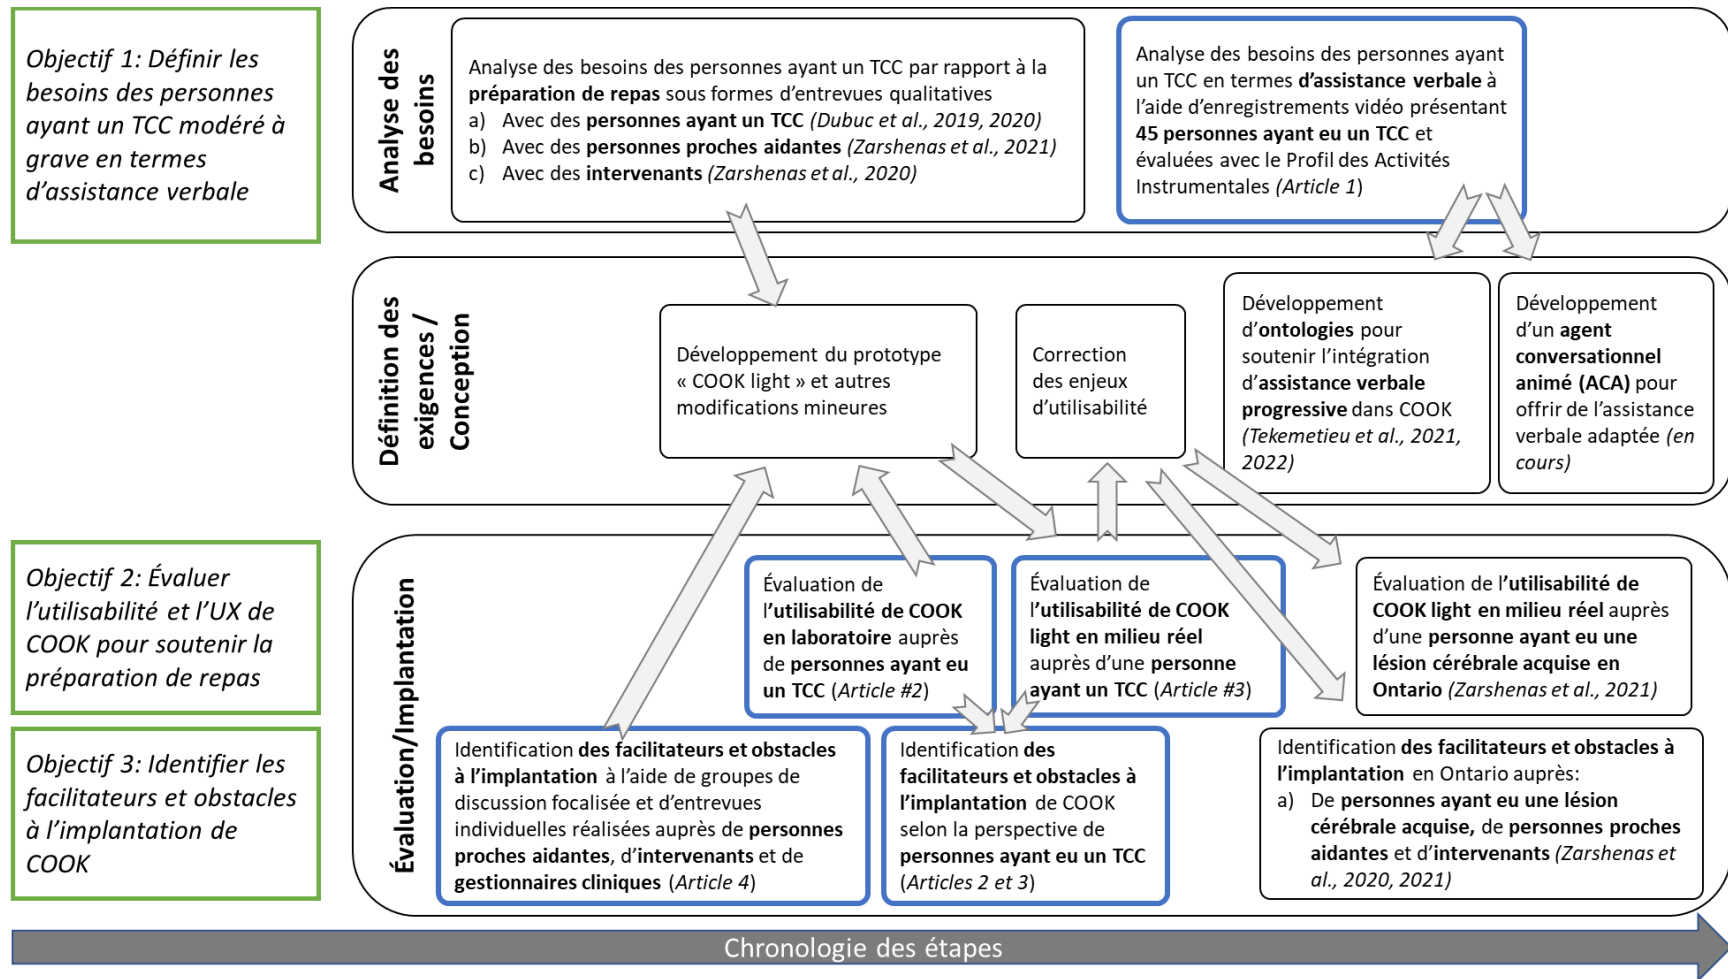 Objectif 1: Définir les
besoins des personnes
ayant un TCC modéré à
grave en termes
d'assistance verbale
Analyse des
besoins
Analyse des besoins des personnes ayant un TCC par rapport à la
préparation de repas sous formes d'entrevues qualitatives
a) Avec des personnes ayant un TCC (Dubuc et al., 2019, 2020)
b) Avec des personnes proches aidantes (Zarshenas et al., 2021)
c) Avec des intervenants (Zarshenas et al., 2020)
Analyse des besoins des personnes ayant
un TCC en termes d'assistance verbale à
l'aide d'enregistrements vidéo présentant
45 personnes ayant eu un TCC et
évaluées avec le Profil des Activités
Instrumentales (Article 1)
Définition des
exigences /
Conception
Développement du prototype
« COOK light » et autres
modifications mineures
Correction
des enjeux
d'utilisabilité
Développement
d'ontologies pour
soutenir l'intégration
d'assistance verbale
progressive dans COOK
(Tekemetieu et al., 2021,
2022)
Développement
d'un agent
conversationnel
animé (ACA) pour
offrir de l'assistance
verbale adaptée (en
cours)
Objectif 2: Évaluer
l'utilisabilité et l'UX de
COOK pour soutenir la
préparation de repas
Objectif 3: Identifier les
facilitateurs et obstacles
à l'implantation de
COOK
Évaluation/Implantation
Évaluation de
l'utilisabilité de COOK
en laboratoire auprès
de personnes ayant eu
un TCC (Article #2)
Évaluation de
l'utilisabilité de COOK
light en milieu réel
auprès d'une personne
ayant un TCC (Article #3)
Évaluation de l'utilisabilité de
COOK light en milieu réel auprès
d'une personne ayant eu une
lésion cérébrale acquise en
Ontario (Zarshenas et al., 2021)
Identification des facilitateurs et obstacles
à l'implantation à l'aide de groupes de
discussion focalisée et d'entrevues
individuelles réalisées auprès de personnes
proches aidantes, d'intervenants et de
gestionnaires cliniques (Article 4)
Identification des
facilitateurs et obstacles à
l'implantation de COOK
selon la perspective de
personnes ayant eu un TCC
(Articles 2 et 3)
Identification des facilitateurs et obstacles à
l'implantation en Ontario auprès:
a) De personnes ayant eu une lésion
cérébrale acquise, de personnes proches
aidantes et d'intervenants (Zarshenas et
al., 2020, 2021)
Chronologie des étapes